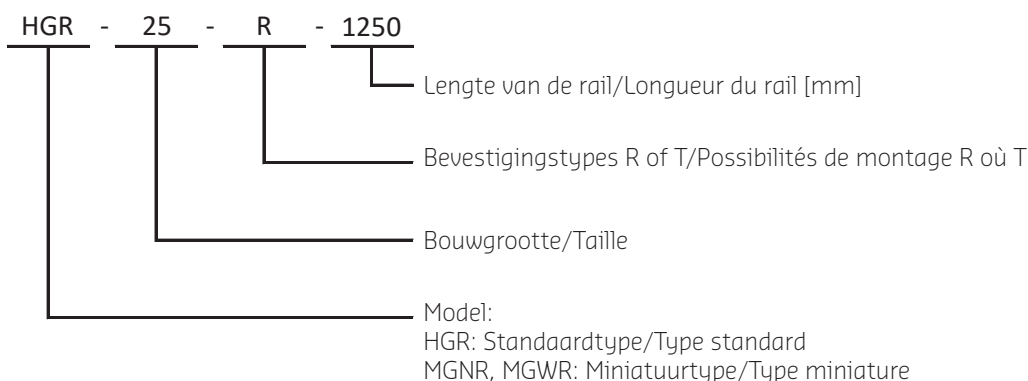 HGR - 25 - R - 1250
Lengte van de rail/Longueur du rail [mm]
Bevestigingstypes R of T/Possibilités de montage R où T
Bouwgrootte/Taille
Model:
HGR: Standaardtype/Type standard
MGNR, MGWR: Miniatuurtype/Type miniature